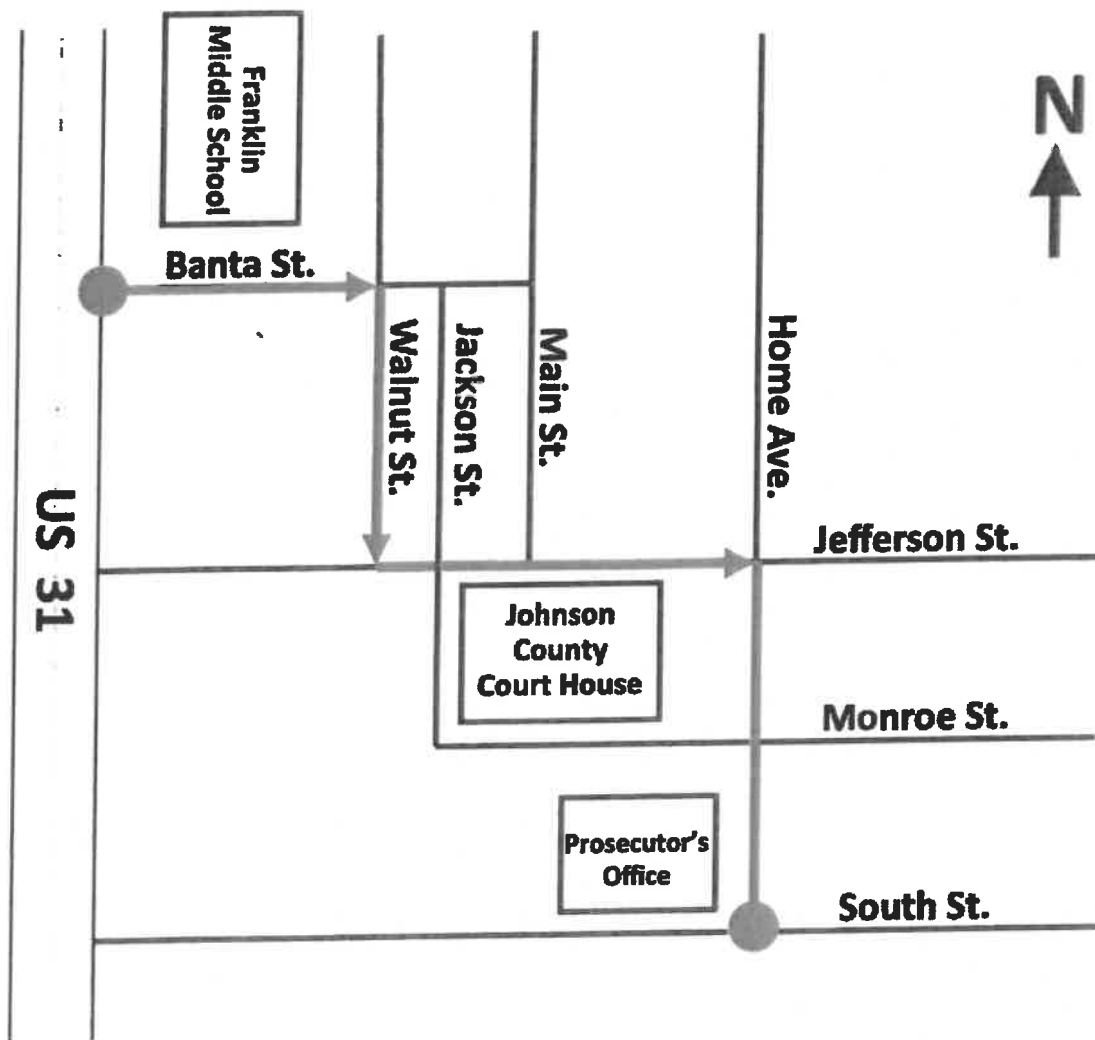 Franklin
Middle School
N
Banta St.
Walnut St.
Jackson St.
Main St.
Home Ave.
US 31
Jefferson St.
Johnson
County
Court House
Monroe St.
Prosecutor's
Office
South St.